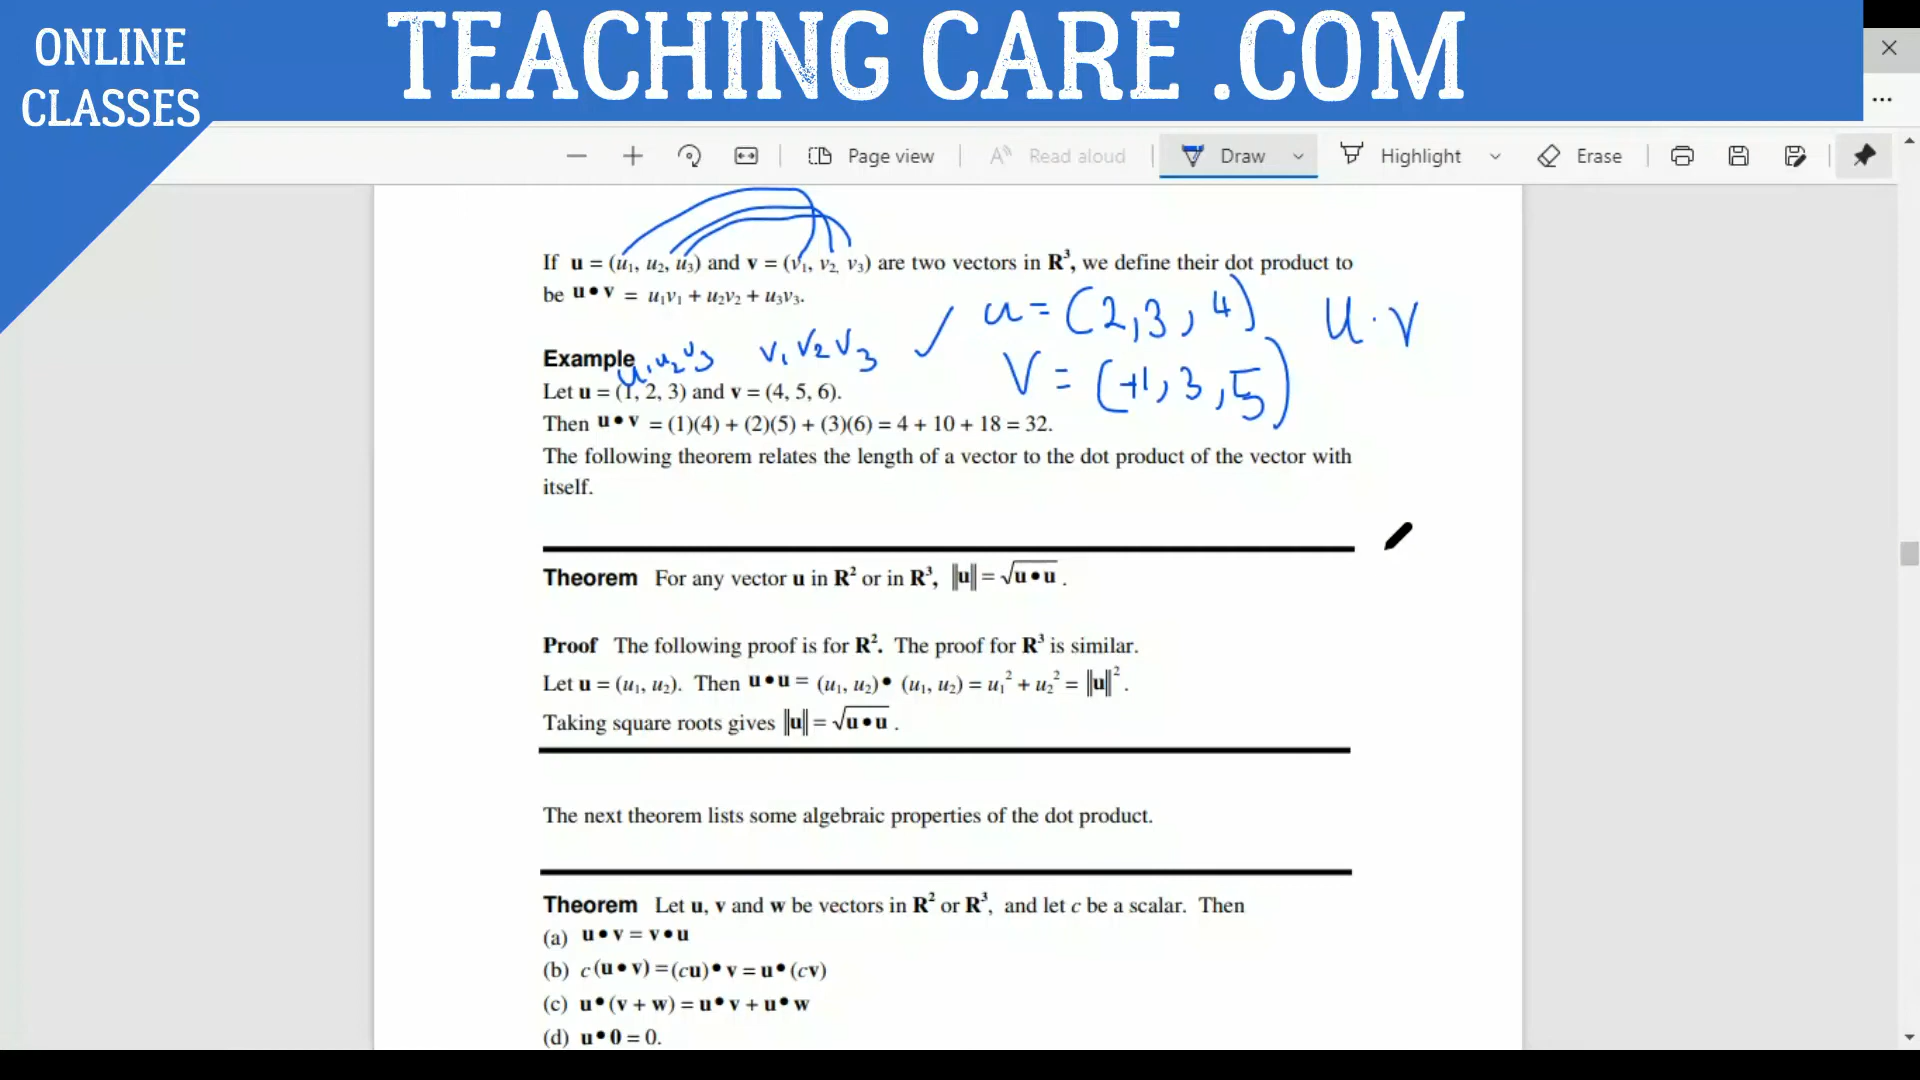 ONLINE
CLASSES
TEACHING CARE .COM
Page view
Read aloud
Draw
Highlight
Erase
If u = (u₁, u₂, u₃) and v = (v₁, v₂, v₃) are two vectors in R³, we define their dot product to
be u • v = u₁v₁ + u₂v₂ + u₃v₃.
u = (2, 3, 4)
u · v
Example
u₁ u₂ u₃
v₁ v₂ v₃
V = (+1, 3, 5)
Let u = (1, 2, 3) and v = (4, 5, 6).
Then u • v = (1)(4) + (2)(5) + (3)(6) = 4 + 10 + 18 = 32.
The following theorem relates the length of a vector to the dot product of the vector with
itself.
Theorem For any vector u in R² or in R³, ‖u‖ = √u • u .
Proof The following proof is for R². The proof for R³ is similar.
Let u = (u₁, u₂). Then u • u = (u₁, u₂) • (u₁, u₂) = u₁² + u₂² = ‖u‖² .
Taking square roots gives ‖u‖ = √u • u .
The next theorem lists some algebraic properties of the dot product.
Theorem Let u, v and w be vectors in R² or R³, and let c be a scalar. Then
(a) u • v = v • u
(b) c(u • v) = (cu) • v = u • (cv)
(c) u • (v + w) = u • v + u • w
(d) u • 0 = 0.